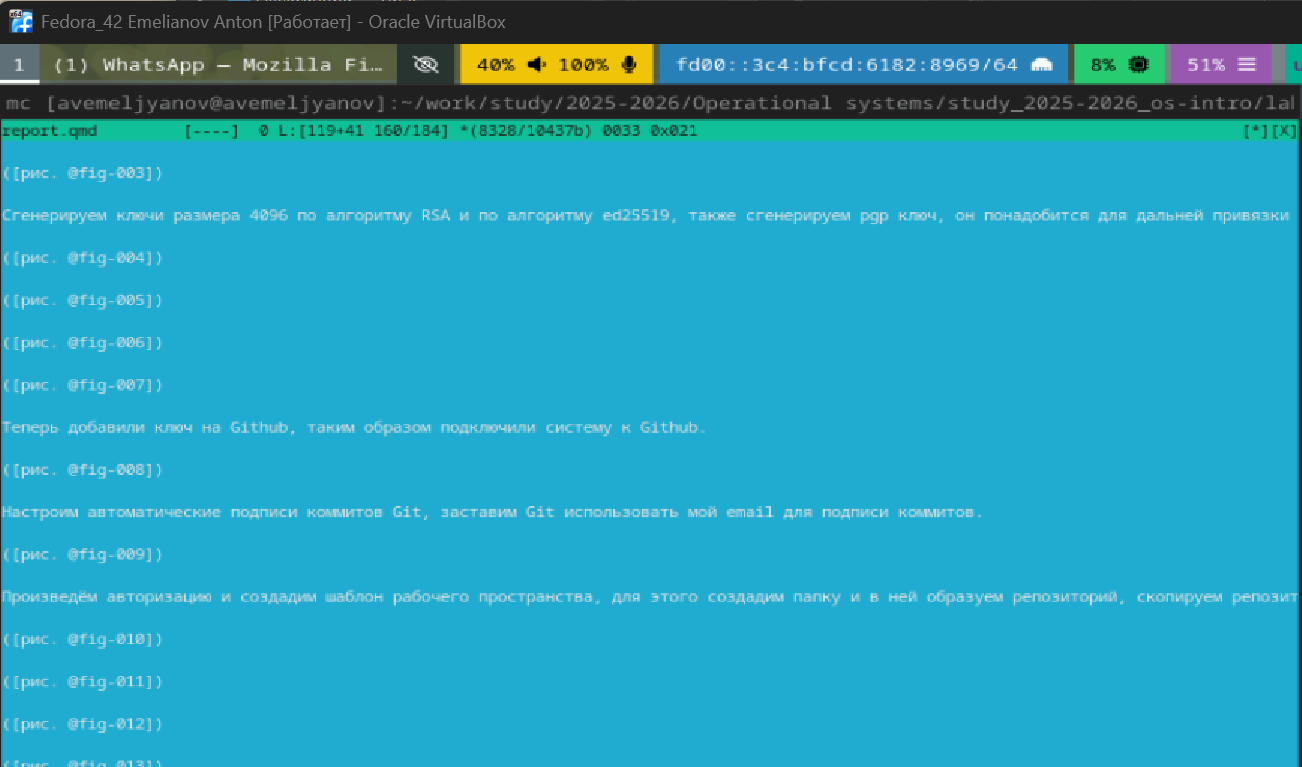 Fedora_42 Emelianov Anton [Работает] - Oracle VirtualBox
1 (1) WhatsApp — Mozilla Fi… 40% 100% fd00::3c4:bfcd:6182:8969/64 8% 51%
mc [avemeljyanov@avemeljyanov]:~/work/study/2025-2026/Operational systems/study_2025-2026_os-intro/la
report.qmd [----] 0 L:[119+41 160/184] *(8328/10437b) 0033 0x021 [*][X]
([рис. @fig-003])
Сгенерируем ключи размера 4096 по алгоритму RSA и по алгоритму ed25519, также сгенерируем pgp ключ, он понадобится для дальней привязки
([рис. @fig-004])
([рис. @fig-005])
([рис. @fig-006])
([рис. @fig-007])
Теперь добавили ключ на Github, таким образом подключили систему к Github.
([рис. @fig-008])
Настроим автоматические подписи коммитов Git, заставим Git использовать мой email для подписи коммитов.
([рис. @fig-009])
Произведём авторизацию и создадим шаблон рабочего пространства, для этого создадим папку и в ней образуем репозиторий, скопируем репозит
([рис. @fig-010])
([рис. @fig-011])
([рис. @fig-012])
([рис. @fig-013])